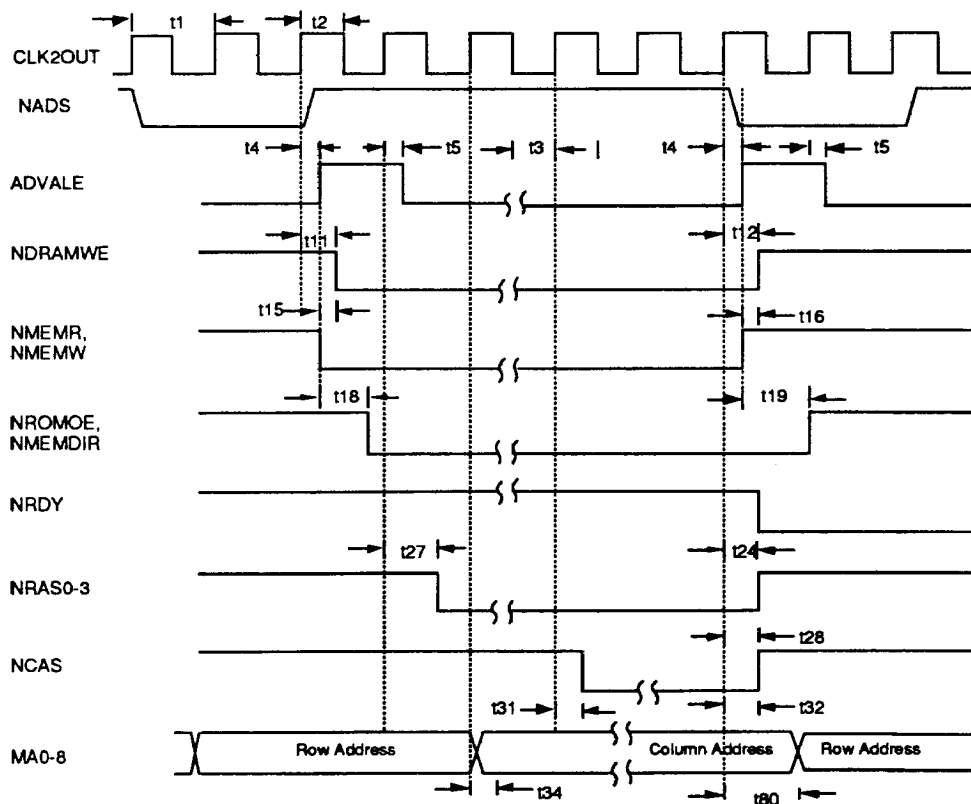 t1 t2
CLK2OUT
NADS
t4 t5 t3 t4 t5
ADVALE
t11 t12
NDRAMWE
t15 t16
NMEMR,
NMEMW
t18 t19
NROMOE,
NMEMDIR
NRDY
t27 t24
NRAS0-3
t28
NCAS
t31 t32
MA0-8 Row Address Column Address Row Address
t34 t80